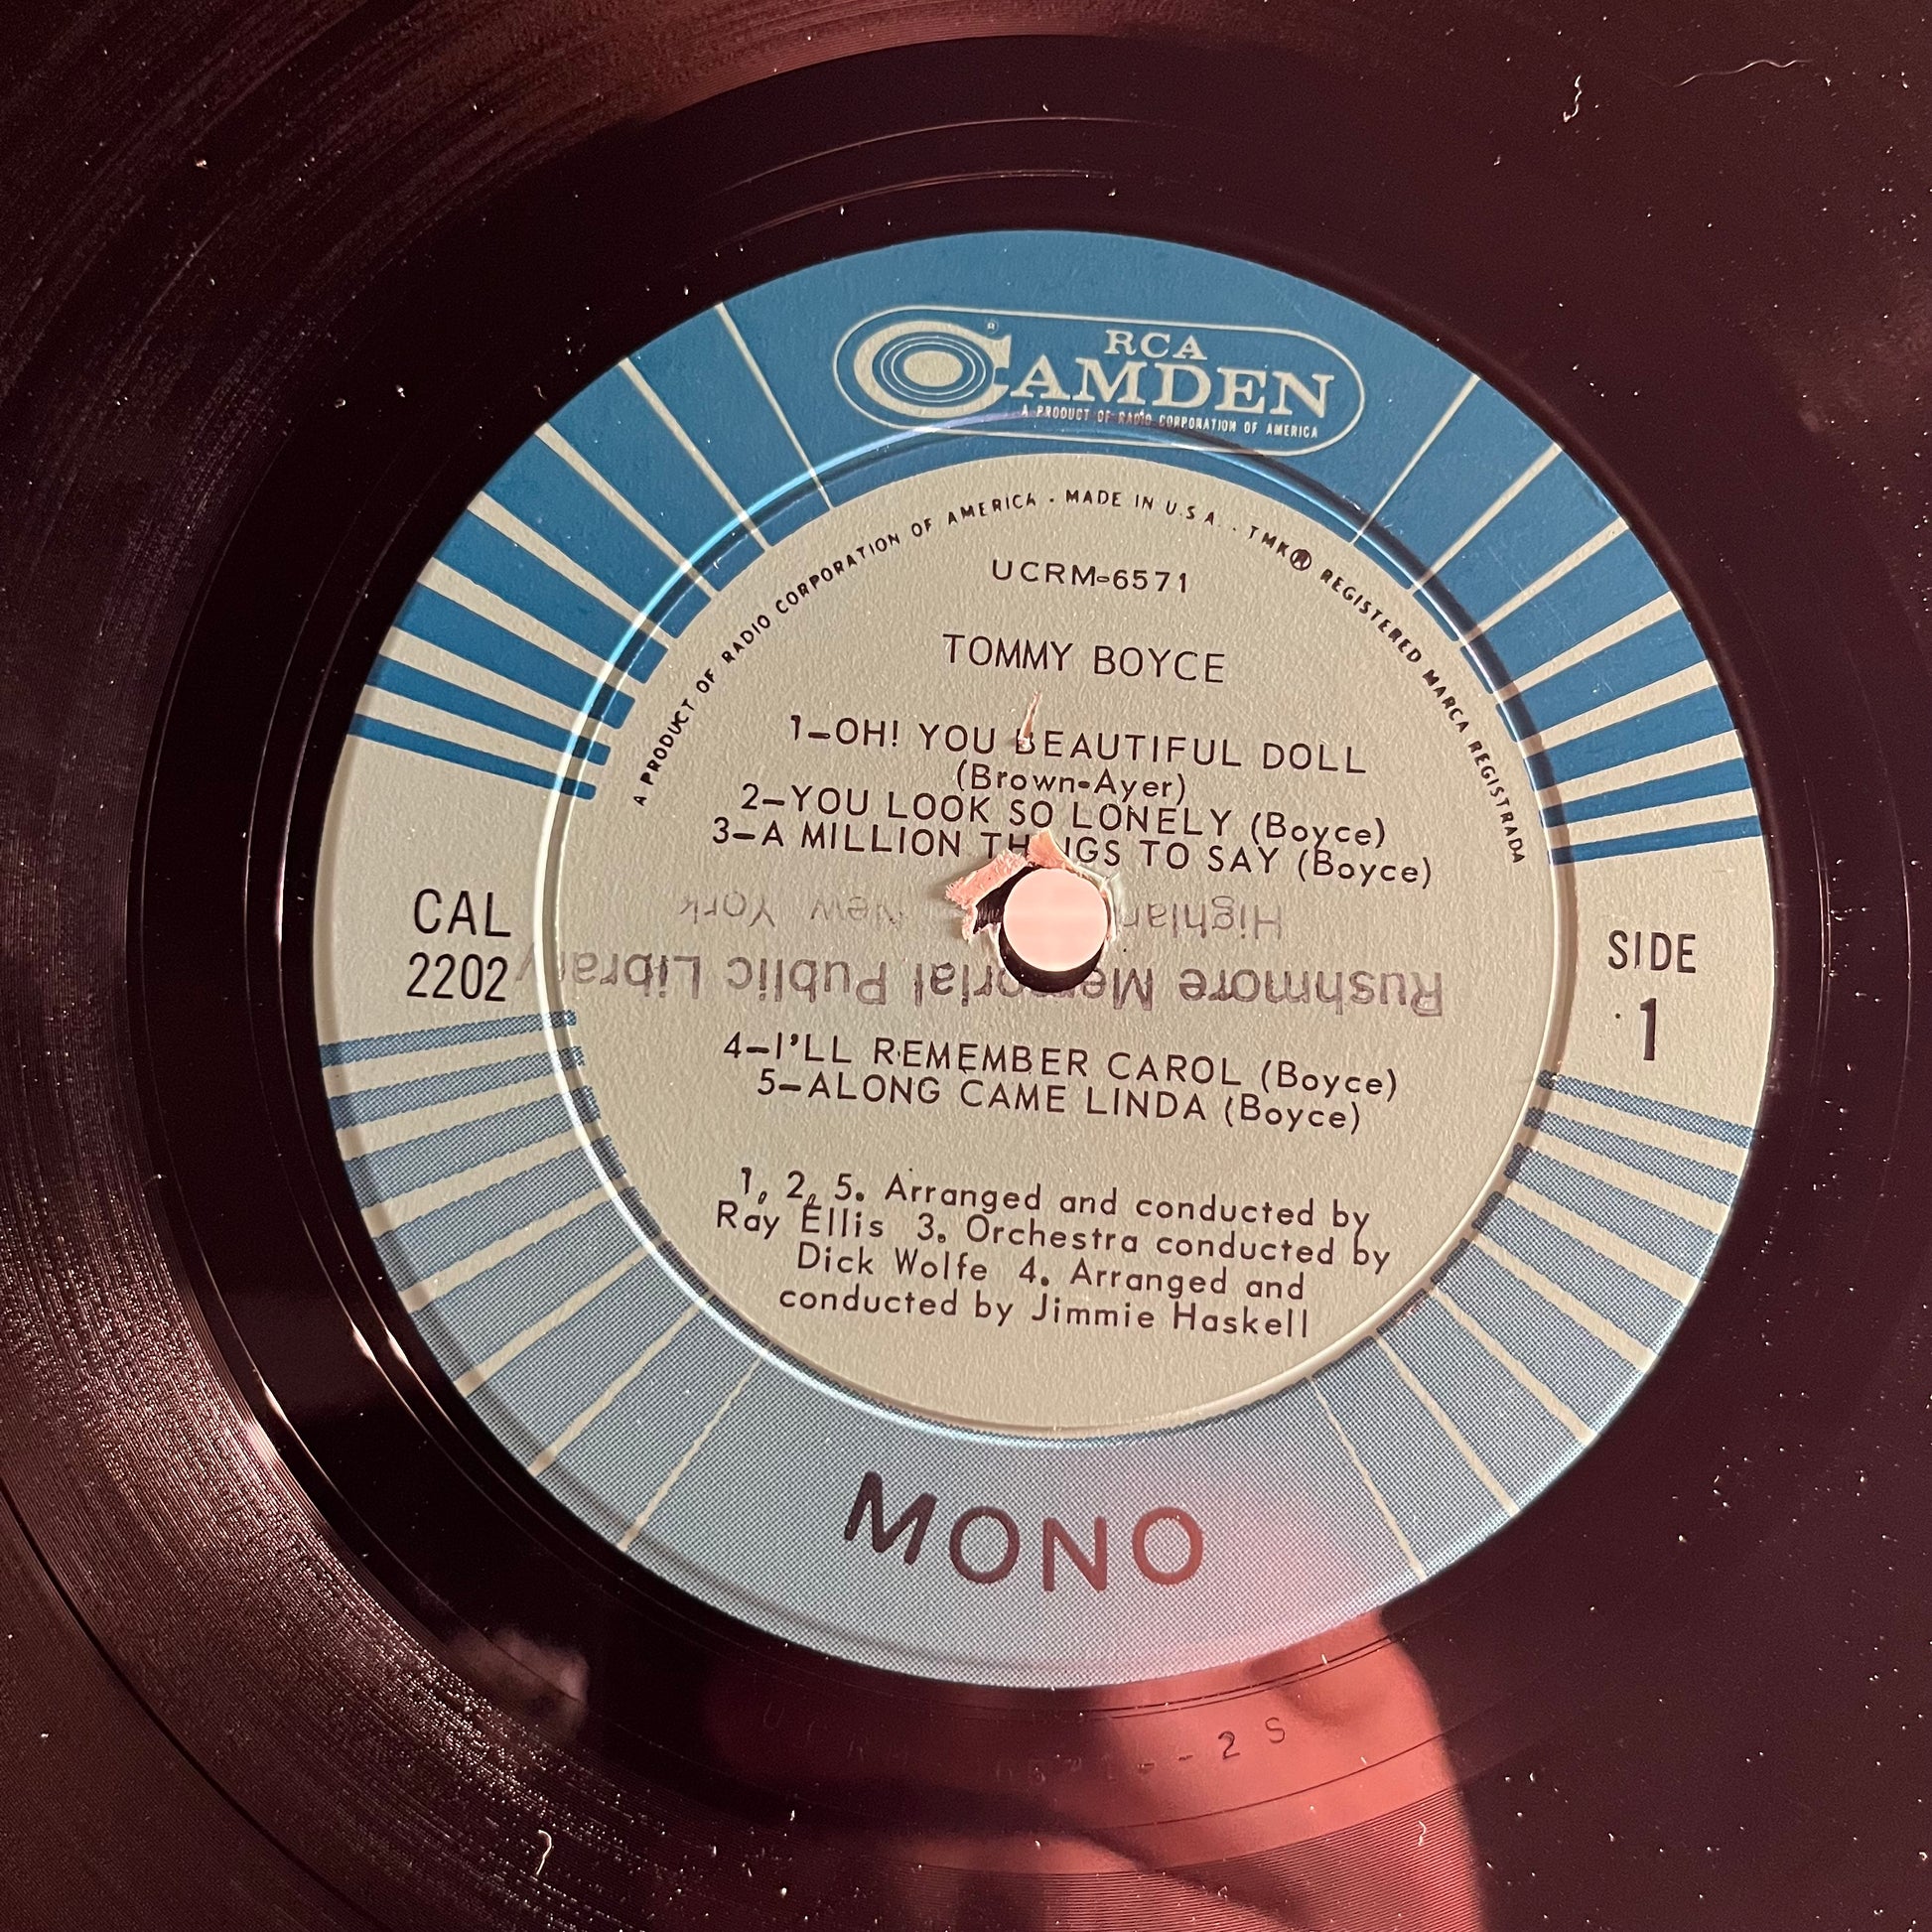 RCA
CAMDEN
A PRODUCT OF RADIO CORPORATION OF AMERICA
A PRODUCT OF RADIO CORPORATION OF AMERICA · MADE IN U.S.A. · TMK® REGISTERED MARCA REGISTRADA
UCRM-6571
TOMMY BOYCE
1–OH! YOU BEAUTIFUL DOLL
(Brown-Ayer)
2–YOU LOOK SO LONELY (Boyce)
3–A MILLION THINGS TO SAY (Boyce)
CAL
2202
SIDE
1
New York
Rushmore Memorial Public Library
4–I'LL REMEMBER CAROL (Boyce)
5–ALONG CAME LINDA (Boyce)
1, 2, 5. Arranged and conducted by
Ray Ellis 3. Orchestra conducted by
Dick Wolfe 4. Arranged and
conducted by Jimmie Haskell
MONO
2S